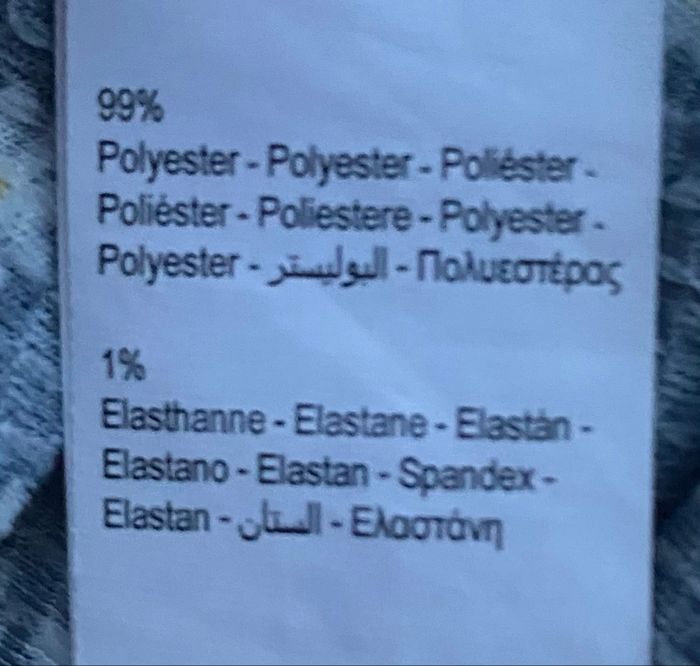 99%
Polyester - Polyester - Poliéster -
Poliéster - Poliestere - Polyester -
Polyester - البوليستر - Πολυεστέρας
1%
Elasthanne - Elastane - Elastán -
Elastano - Elastan - Spandex -
Elastan - الستان - Ελαστάνη